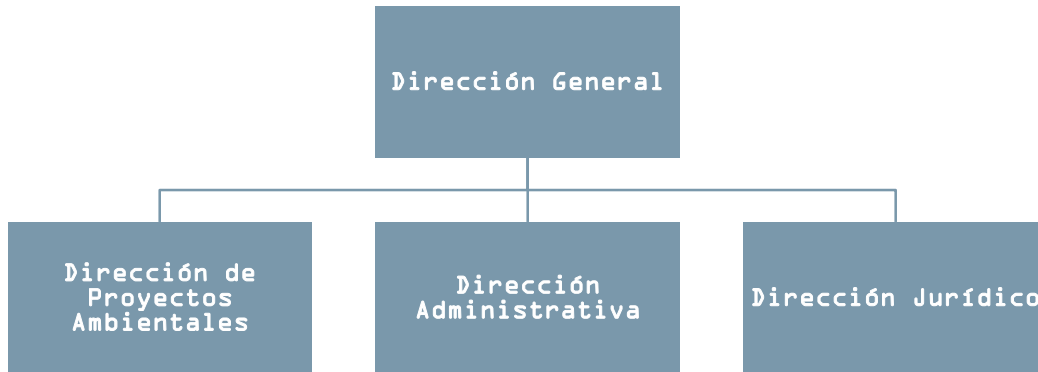 Dirección General
Dirección de
Proyectos
Ambientales
Dirección
Administrativa
Dirección Jurídico